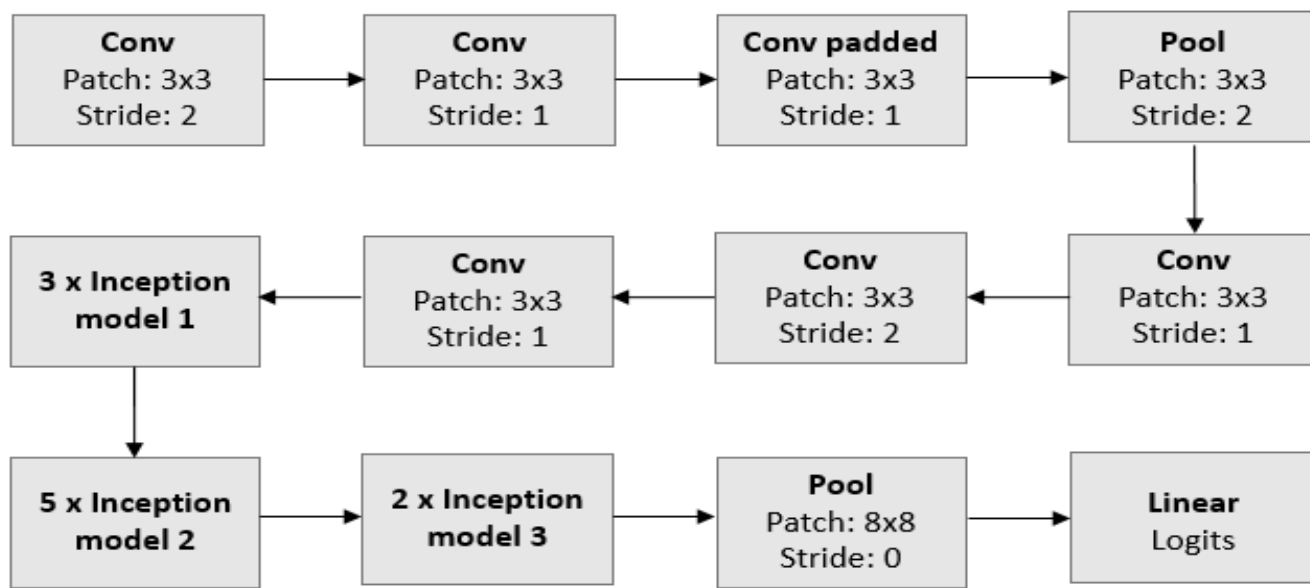 Conv
Patch: 3x3
Stride: 2
Conv
Patch: 3x3
Stride: 1
Conv padded
Patch: 3x3
Stride: 1
Pool
Patch: 3x3
Stride: 2
Conv
Patch: 3x3
Stride: 1
Conv
Patch: 3x3
Stride: 2
Conv
Patch: 3x3
Stride: 1
3 x Inception
model 1
5 x Inception
model 2
2 x Inception
model 3
Pool
Patch: 8x8
Stride: 0
Linear
Logits